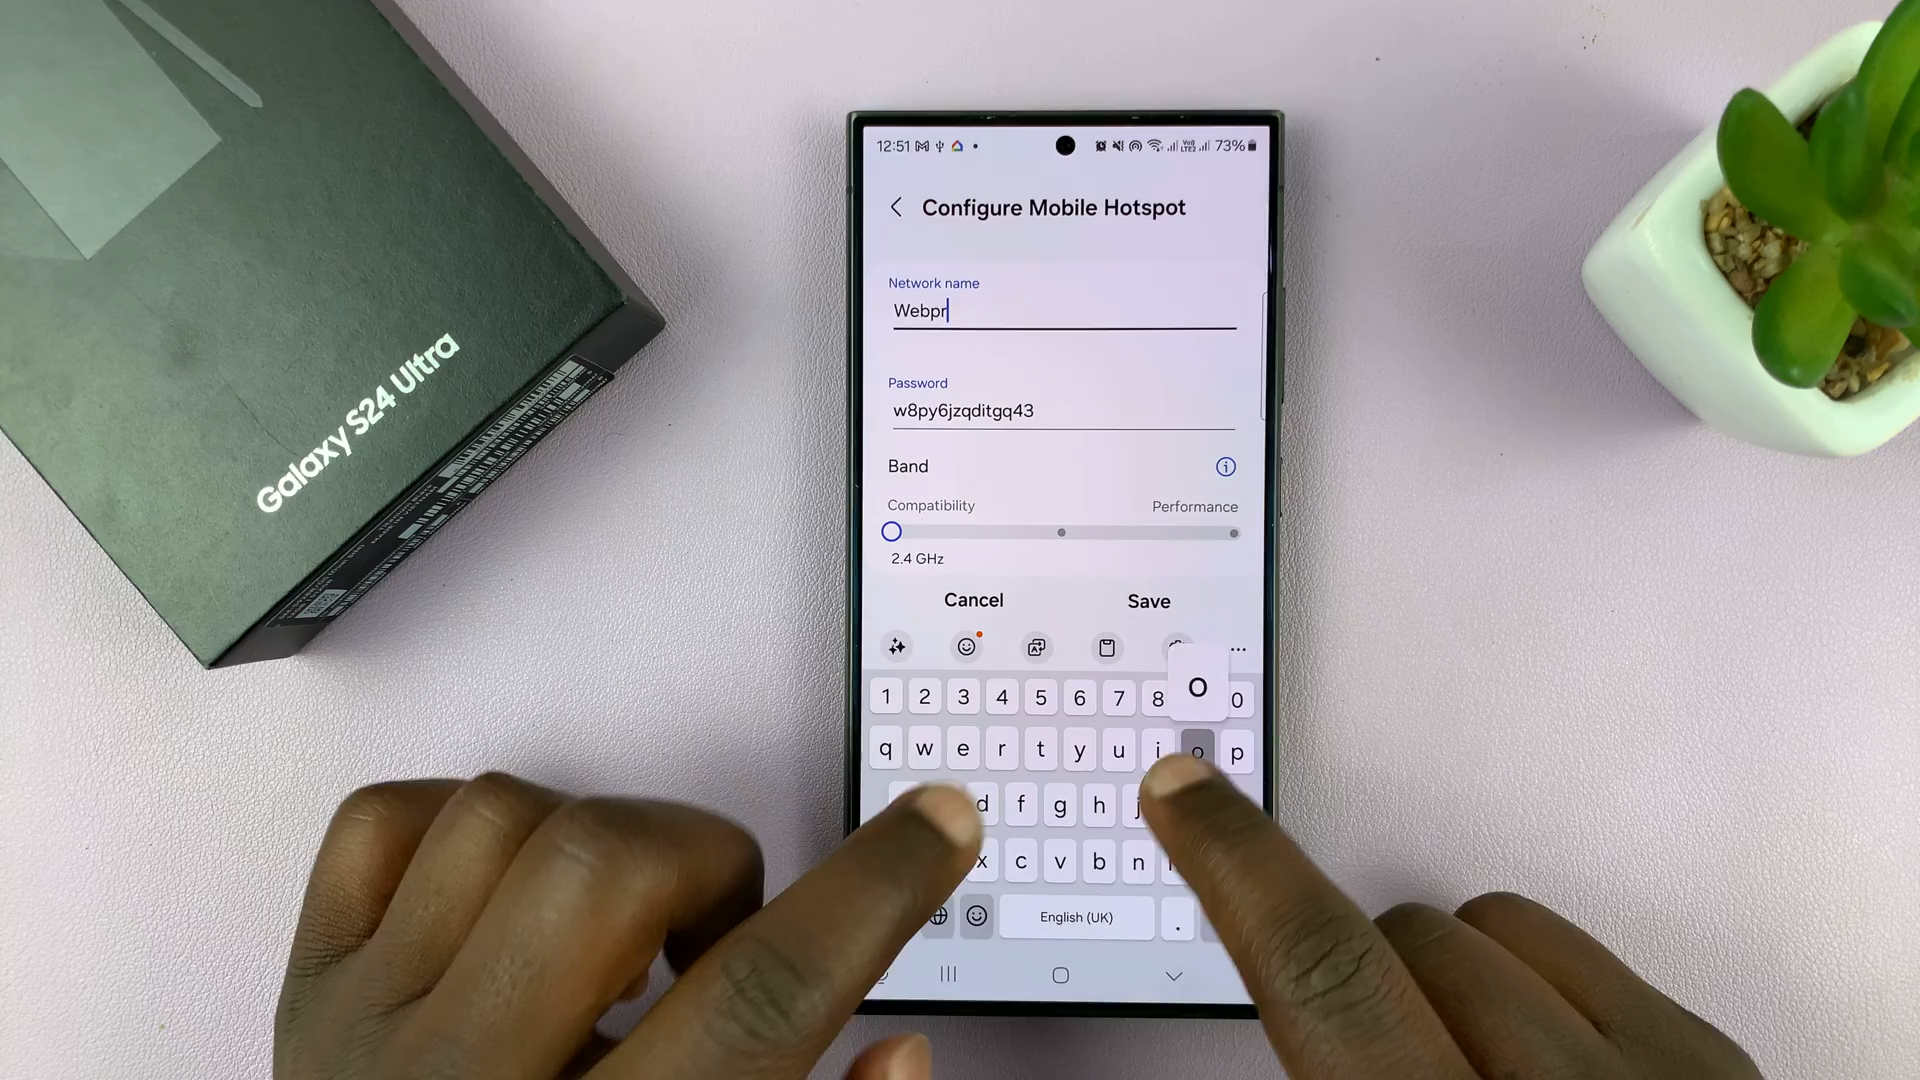 Galaxy S24 Ultra
12:51 73%
Configure Mobile Hotspot
Network name
Webpr
Password
w8py6jzqditgq43
Band
Compatibility Performance
2.4 GHz
Cancel Save
o
1 2 3 4 5 6 7 8 0
q w e r t y u i o p
d f g h j
x c v b n
English (UK) .